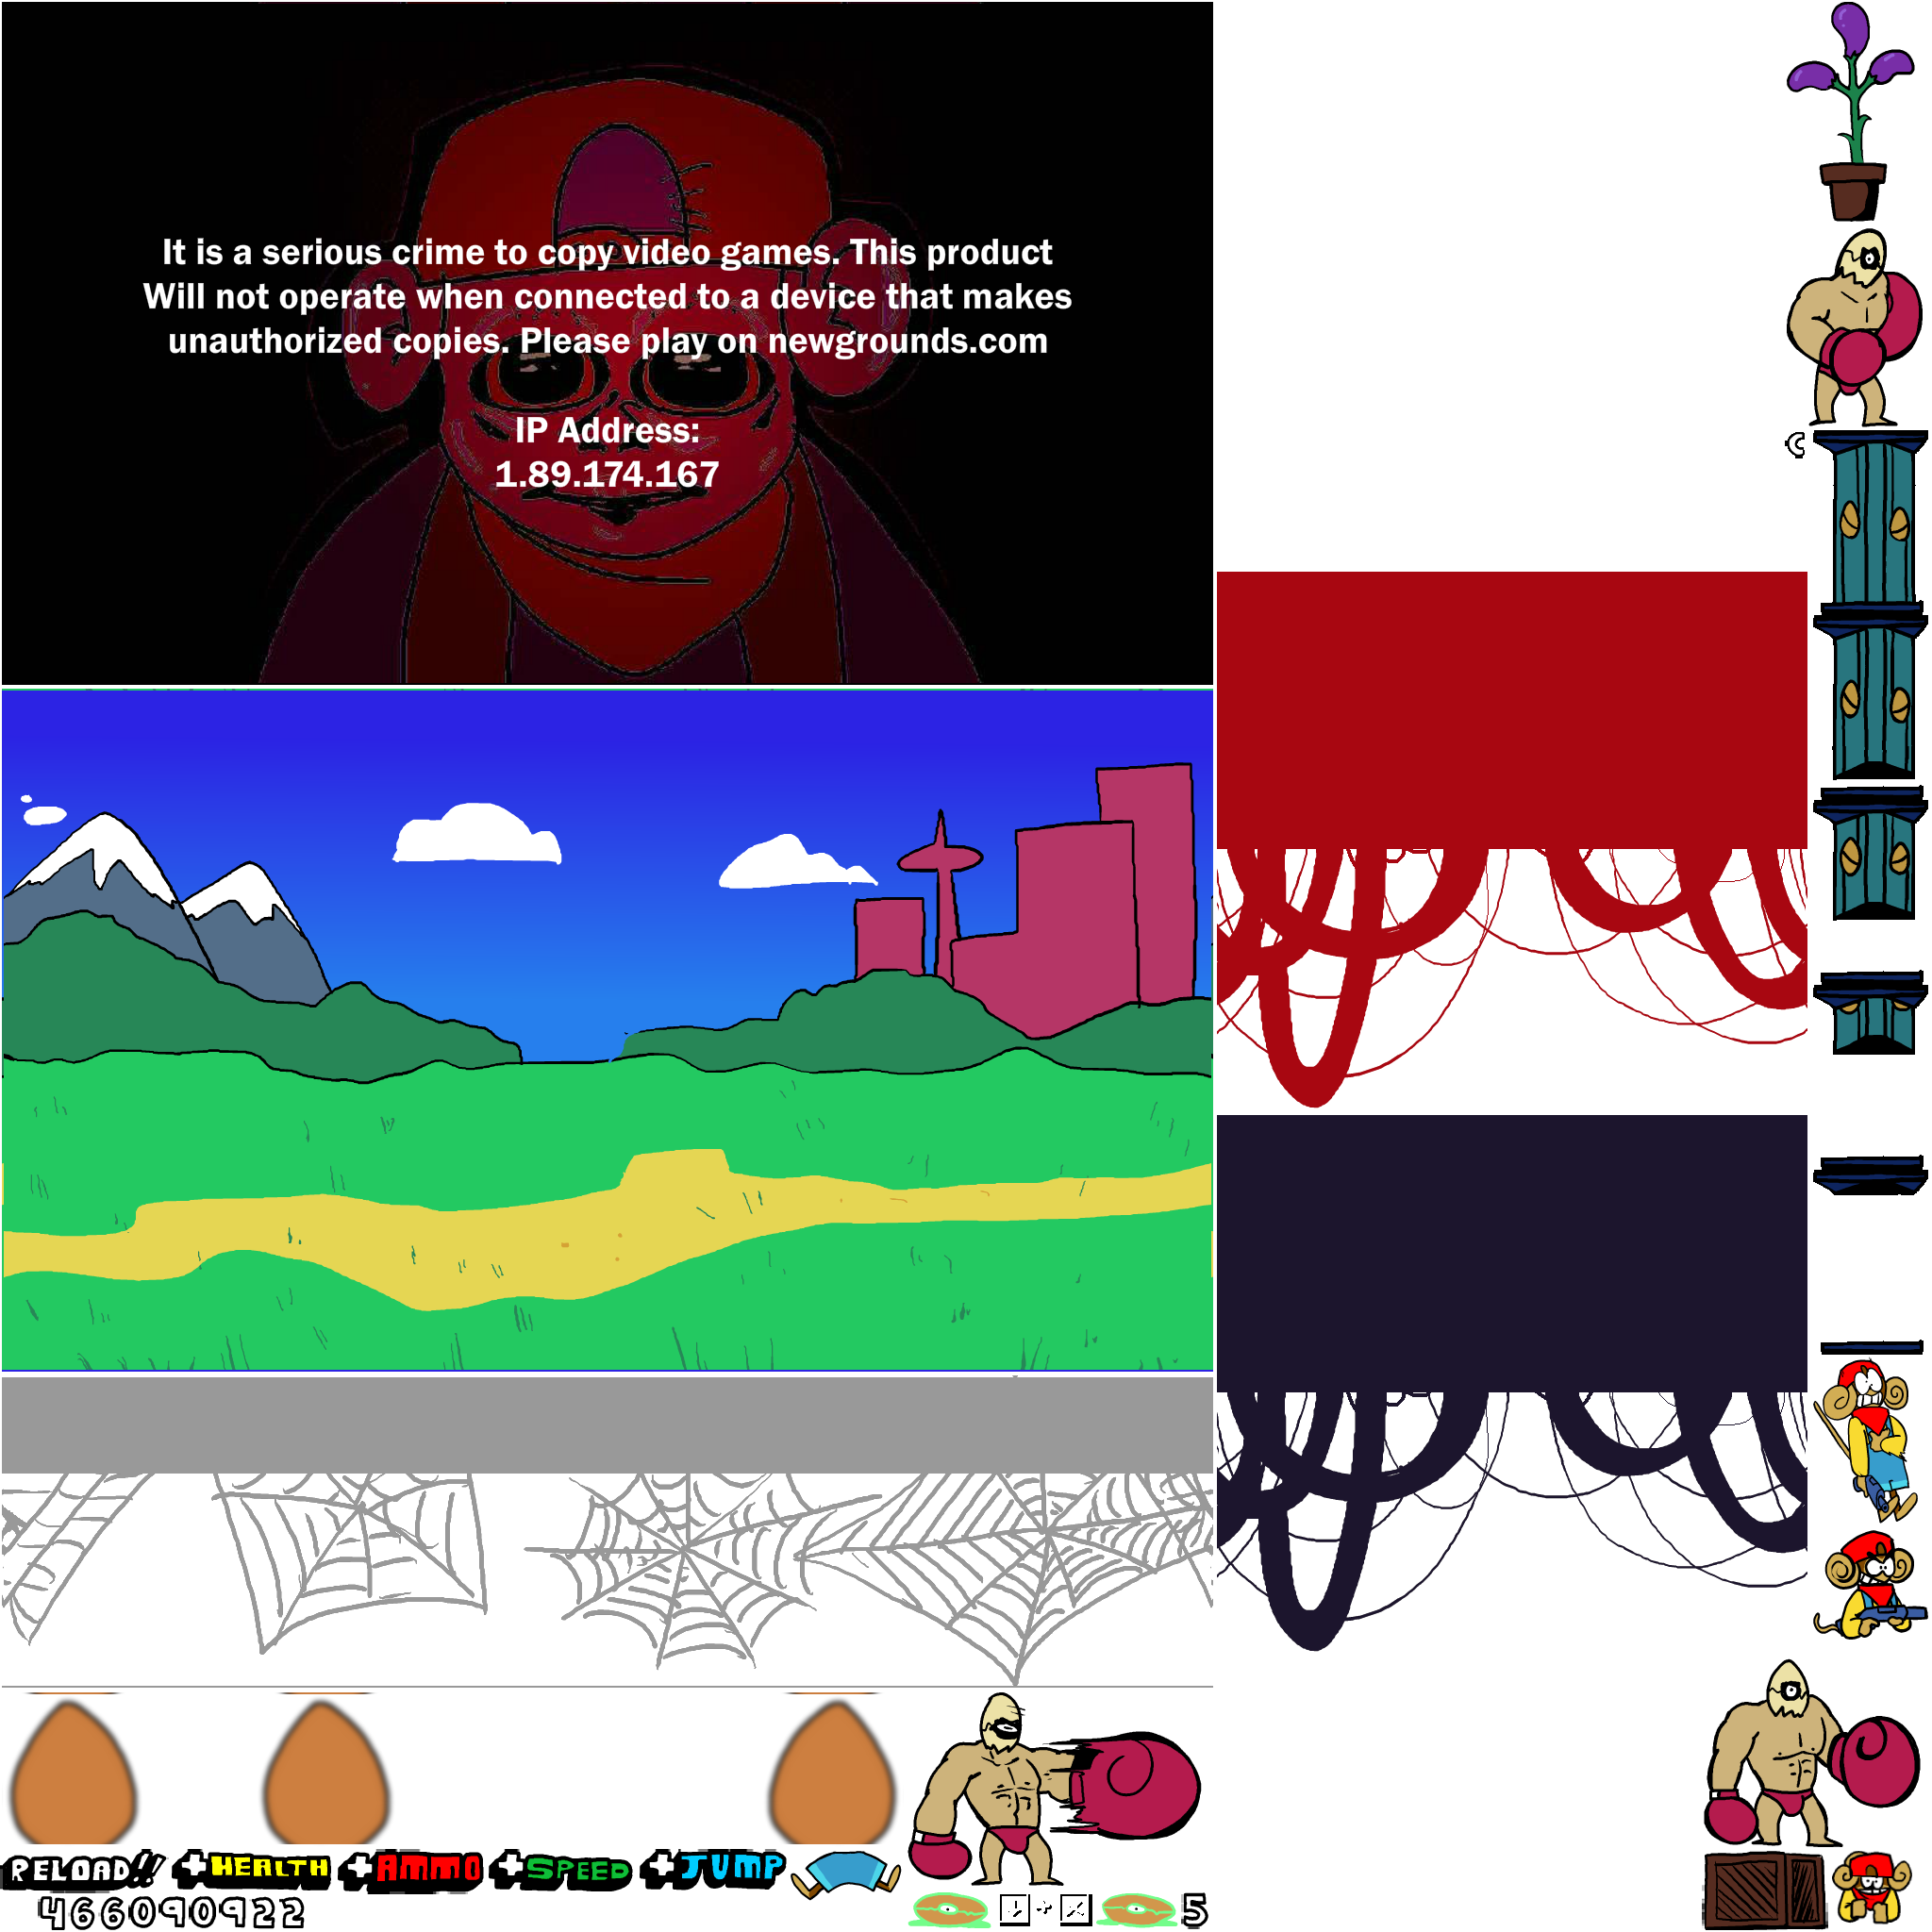 It is a serious crime to copy video games. This product
Will not operate when connected to a device that makes
unauthorized copies. Please play on newgrounds.com
IP Address:
1.89.174.167
RELOAD!! +HEALTH +AMMO +SPEED +JUMP
466090922
+
5